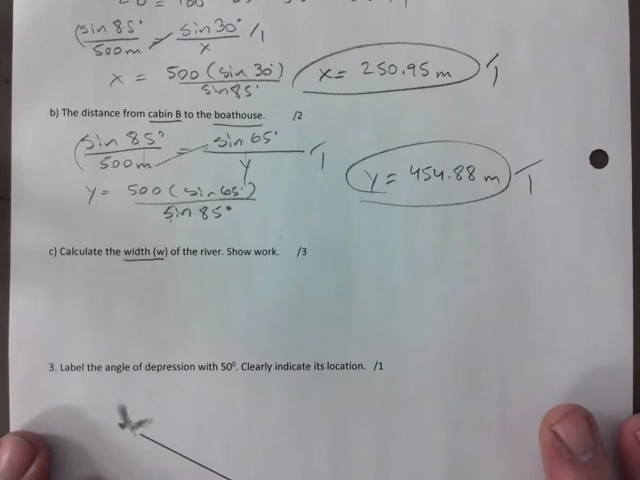 sin 85° / 500m = sin 30° / x /1
x = 500 (sin 30°) / sin 85° x = 250.95 m /1
b) The distance from cabin B to the boathouse. /2
sin 85° / 500m = sin 65° / y /1
y = 500 (sin 65°) / sin 85° y = 454.88 m /1
c) Calculate the width (w) of the river. Show work. /3
3. Label the angle of depression with 50⁰. Clearly indicate its location. /1